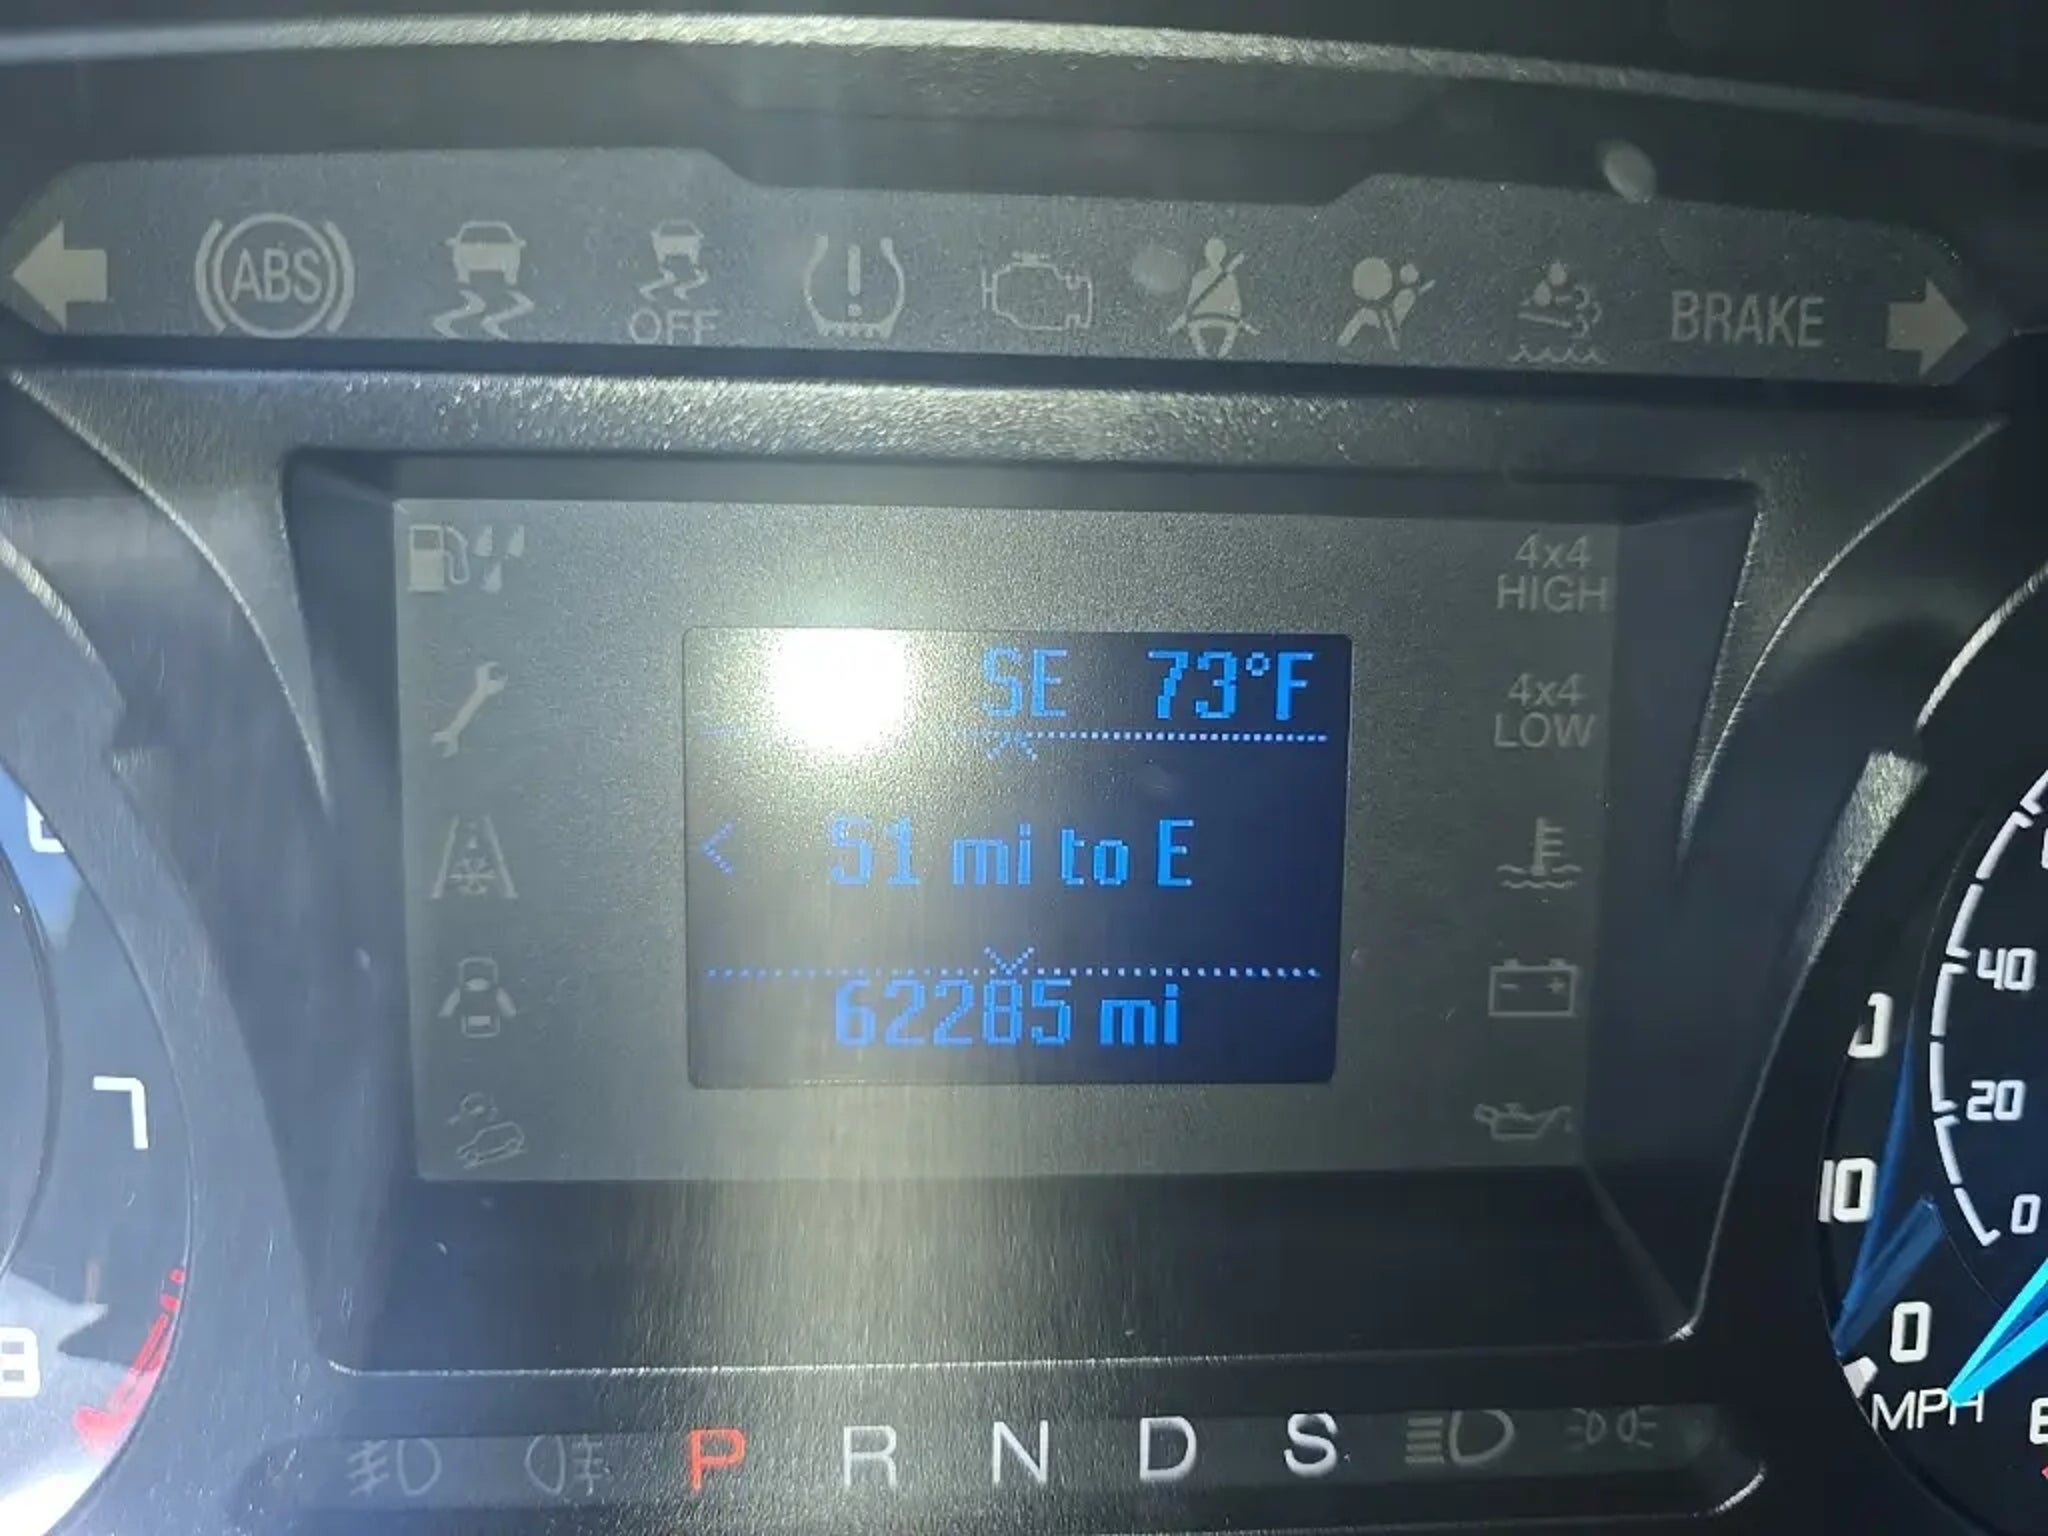 ABS
OFF
BRAKE
4x4
HIGH
SE 73°F
4x4
LOW
51 mi to E
62285 mi
7
8
40
20
0
10
0
MPH
P R N D S